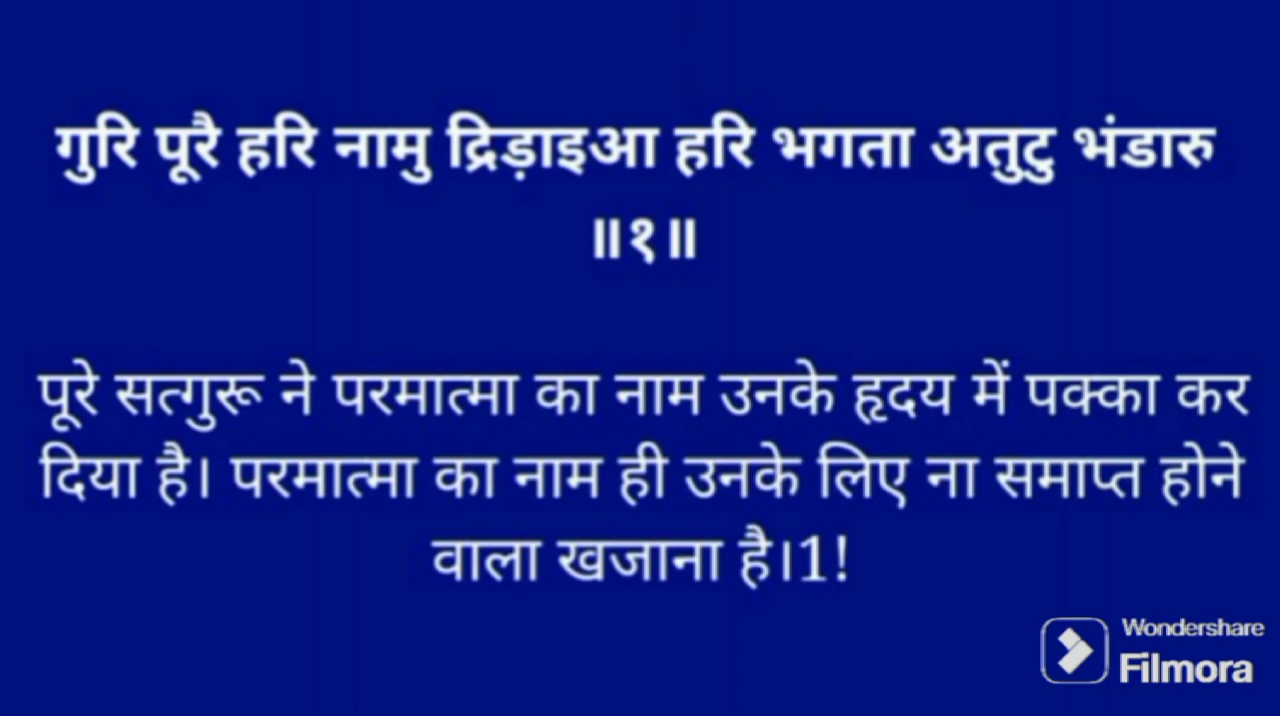 गुरि पूरै हरि नामु द्रिड़ाइआ हरि भगता अतुटु भंडारु
॥१॥
पूरे सत्गुरू ने परमात्मा का नाम उनके हृदय में पक्का कर
दिया है। परमात्मा का नाम ही उनके लिए ना समाप्त होने
वाला खजाना है।1!
Wondershare
Filmora